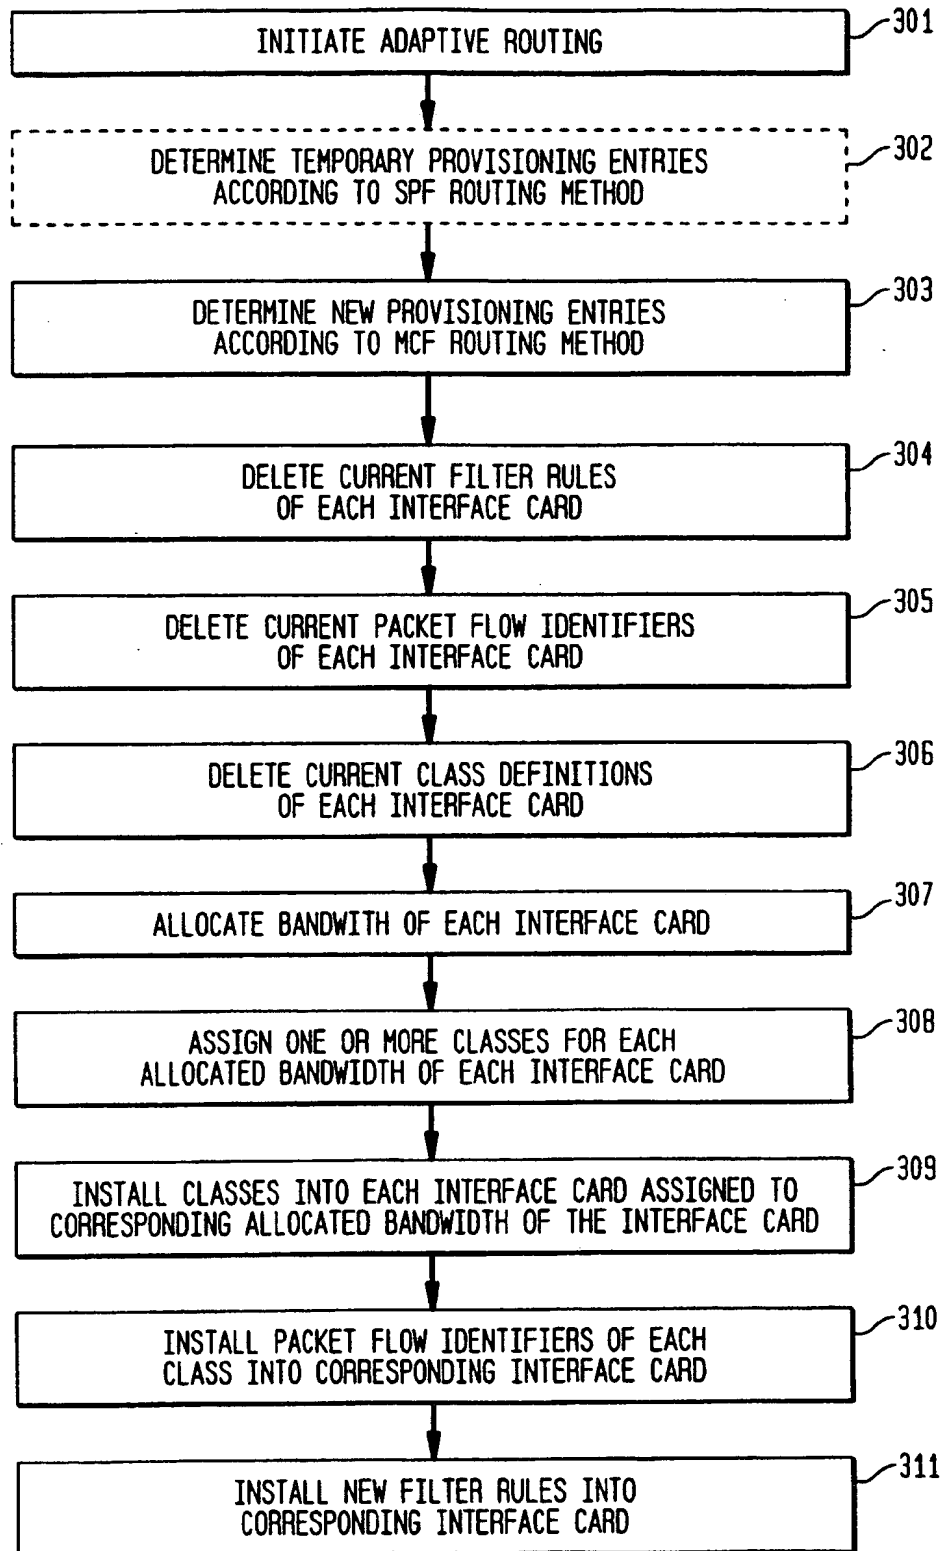 INITIATE ADAPTIVE ROUTING
301
DETERMINE TEMPORARY PROVISIONING ENTRIES
ACCORDING TO SPF ROUTING METHOD
302
DETERMINE NEW PROVISIONING ENTRIES
ACCORDING TO MCF ROUTING METHOD
303
DELETE CURRENT FILTER RULES
OF EACH INTERFACE CARD
304
DELETE CURRENT PACKET FLOW IDENTIFIERS
OF EACH INTERFACE CARD
305
DELETE CURRENT CLASS DEFINITIONS
OF EACH INTERFACE CARD
306
ALLOCATE BANDWITH OF EACH INTERFACE CARD
307
ASSIGN ONE OR MORE CLASSES FOR EACH
ALLOCATED BANDWIDTH OF EACH INTERFACE CARD
308
INSTALL CLASSES INTO EACH INTERFACE CARD ASSIGNED TO
CORRESPONDING ALLOCATED BANDWIDTH OF THE INTERFACE CARD
309
INSTALL PACKET FLOW IDENTIFIERS OF EACH
CLASS INTO CORRESPONDING INTERFACE CARD
310
INSTALL NEW FILTER RULES INTO
CORRESPONDING INTERFACE CARD
311